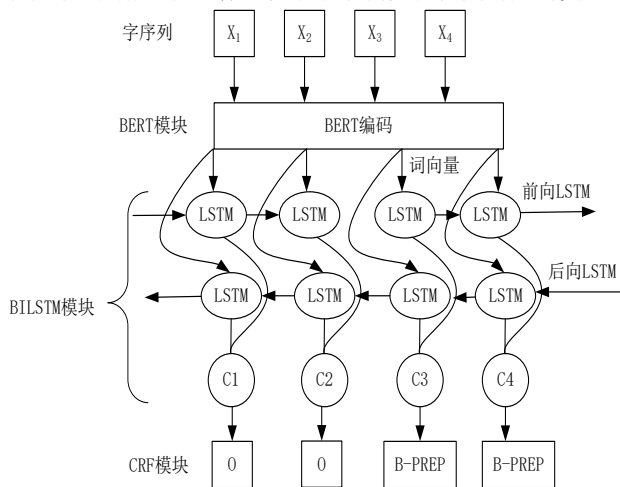 字序列 X₁ X₂ X₃ X₄
BERT模块 BERT编码
词向量
前向LSTM
LSTM LSTM LSTM LSTM
后向LSTM
LSTM LSTM LSTM LSTM
BILSTM模块
C1 C2 C3 C4
CRF模块 O O B-PREP B-PREP